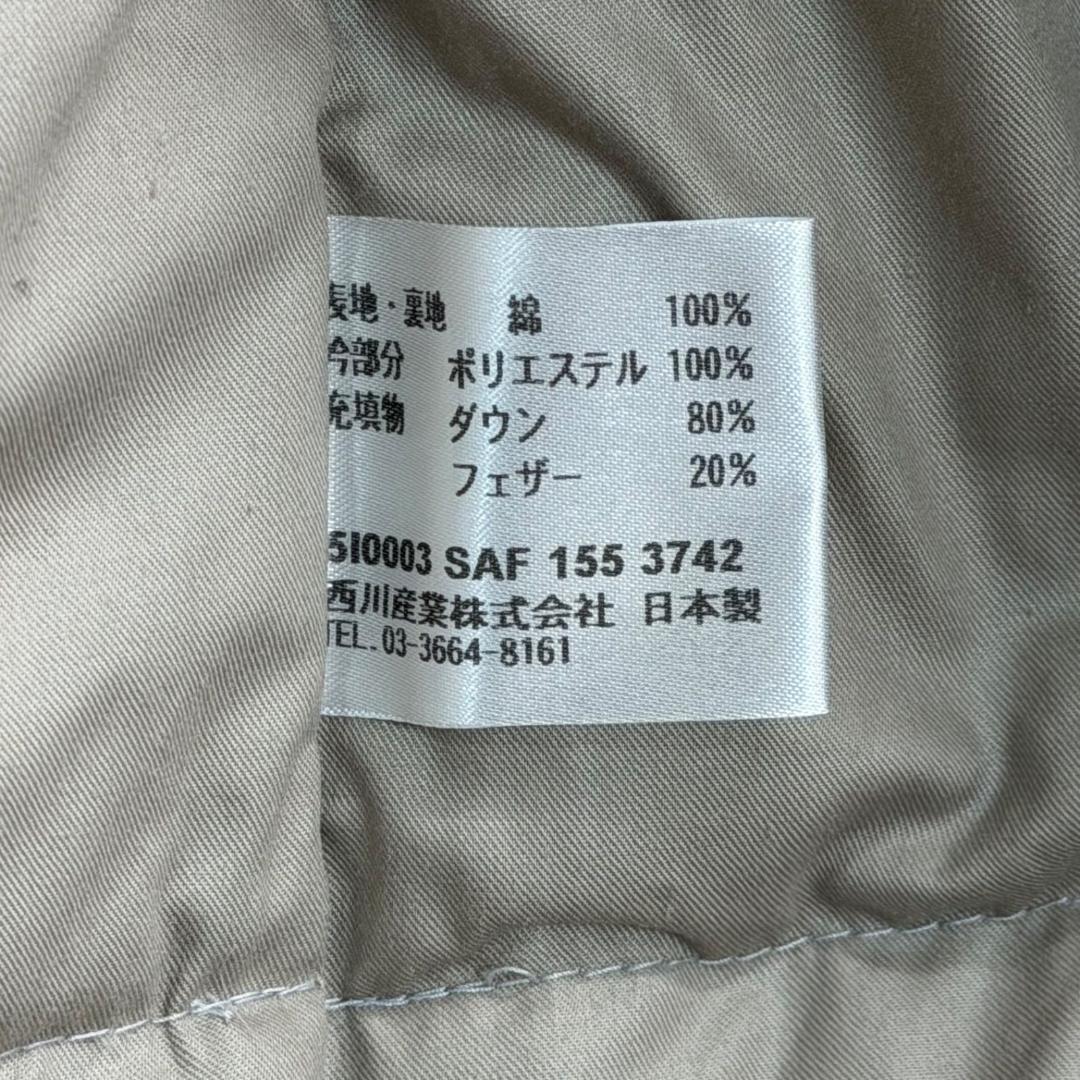 表地・裏地 綿 100%
衿部分 ポリエステル 100%
充填物 ダウン 80%
フェザー 20%
5I0003 SAF 155 3742
西川産業株式会社 日本製
TEL.03-3664-8161